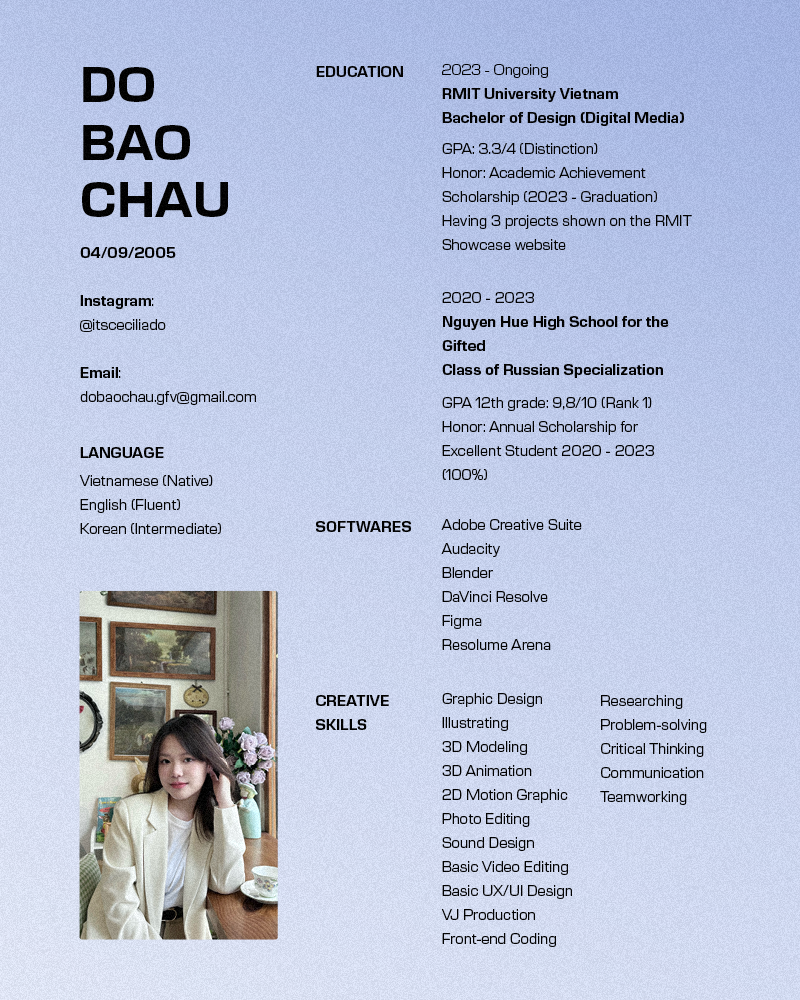 DO
BAO
CHAU
04/09/2005
Instagram:
@itsceciliado
Email:
dobaochau.gfv@gmail.com
LANGUAGE
Vietnamese (Native)
English (Fluent)
Korean (Intermediate)
EDUCATION
2023 - Ongoing
RMIT University Vietnam
Bachelor of Design (Digital Media)
GPA: 3.3/4 (Distinction)
Honor: Academic Achievement
Scholarship (2023 - Graduation)
Having 3 projects shown on the RMIT
Showcase website
2020 - 2023
Nguyen Hue High School for the
Gifted
Class of Russian Specialization
GPA 12th grade: 9,8/10 (Rank 1)
Honor: Annual Scholarship for
Excellent Student 2020 - 2023
(100%)
SOFTWARES
Adobe Creative Suite
Audacity
Blender
DaVinci Resolve
Figma
Resolume Arena
CREATIVE
SKILLS
Graphic Design
Illustrating
3D Modeling
3D Animation
2D Motion Graphic
Photo Editing
Sound Design
Basic Video Editing
Basic UX/UI Design
VJ Production
Front-end Coding
Researching
Problem-solving
Critical Thinking
Communication
Teamworking